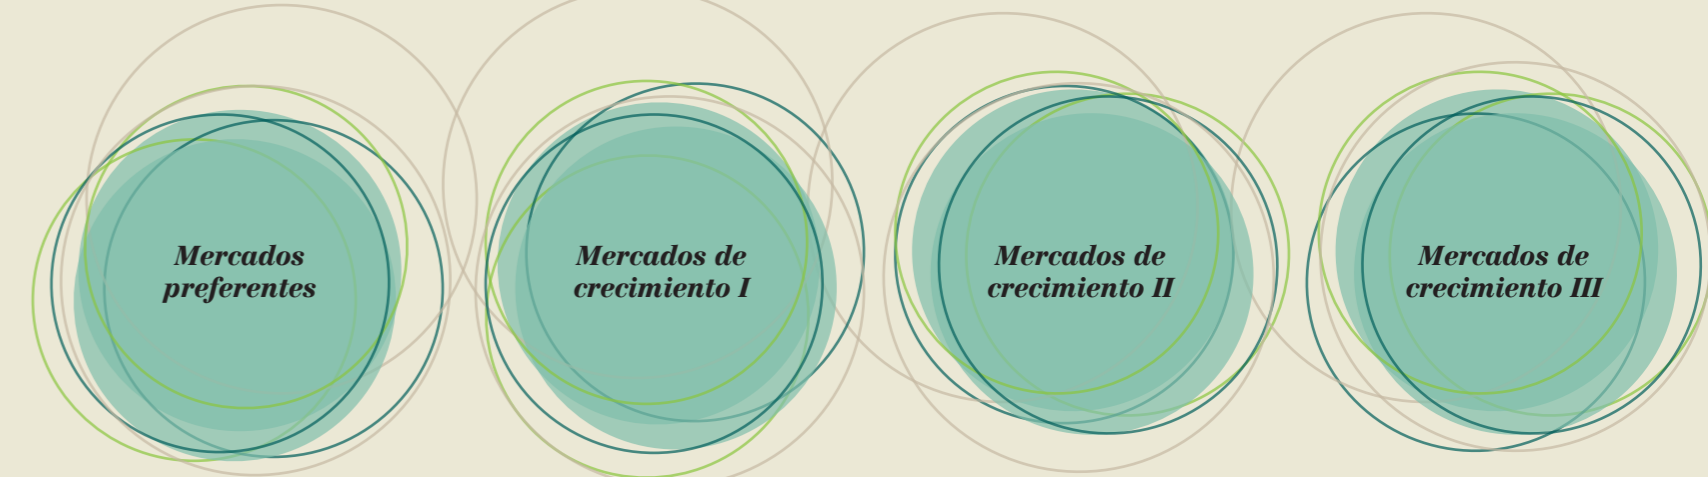 Mercados
preferentes
Mercados de
crecimiento I
Mercados de
crecimiento II
Mercados de
crecimiento III